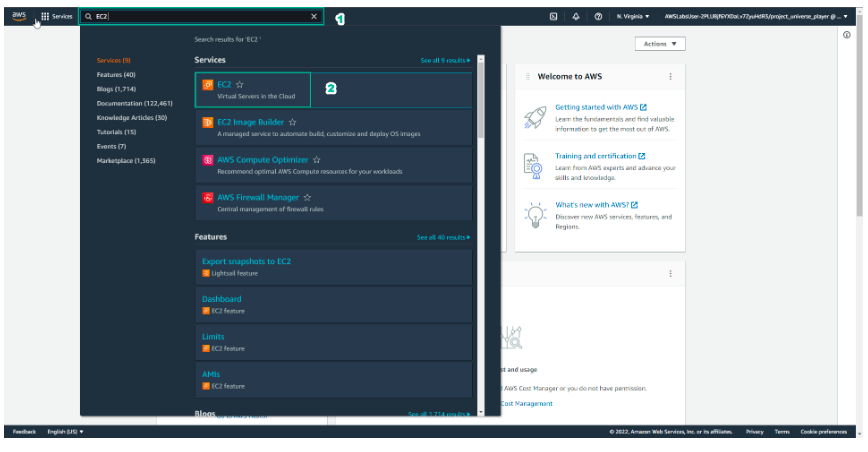 aws
Services
EC2
X
1
N. Virginia
Search results for 'EC2 '
Services (9)
Features (40)
Blogs (1,714)
Documentation (122,461)
Knowledge Articles (30)
Tutorials (15)
Events (7)
Marketplace (1,365)
Services
See all 9 results
EC2
Virtual Servers in the Cloud
2
EC2 Image Builder
A managed service to automate build, customize and deploy OS images
AWS Compute Optimizer
Recommend optimal AWS Compute resources for your workloads
AWS Firewall Manager
Central management of firewall rules
Features
See all 40 results
Export snapshots to EC2
Lightsail feature
Dashboard
EC2 feature
Limits
EC2 feature
AMIs
EC2 feature
Blogs
See all 1,714 results
Actions
Welcome to AWS
Getting started with AWS
Learn the fundamentals and find valuable
information to get the most out of AWS.
Training and certification
Learn from AWS experts and advance your
skills and knowledge.
What's new with AWS?
Discover new AWS services, features, and
Regions.
and usage
AWS Cost Manager or you do not have permission.
Cost Management
Feedback
English (US)
© 2022, Amazon Web Services, Inc. or its affiliates.
Privacy
Terms
Cookie preferences